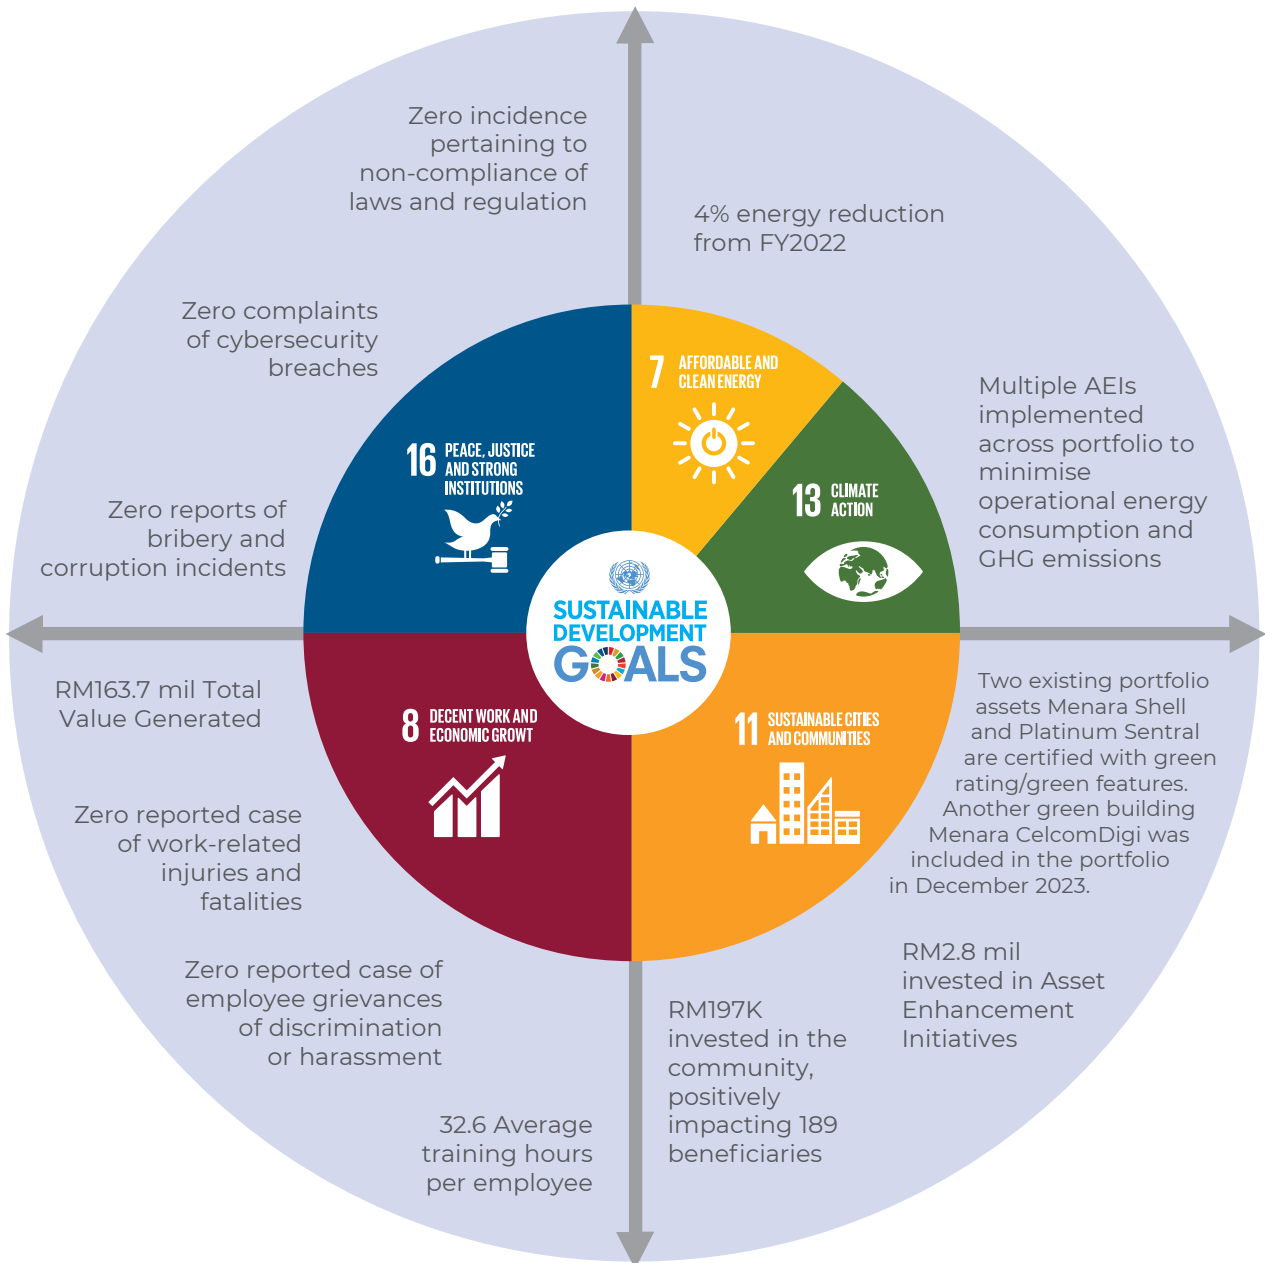 Zero incidence
pertaining to
non-compliance of
laws and regulation
4% energy reduction
from FY2022
Zero complaints
of cybersecurity
breaches
7 AFFORDABLE AND
CLEAN ENERGY
Multiple AEIs
implemented
across portfolio to
minimise
operational energy
consumption and
GHG emissions
16 PEACE, JUSTICE
AND STRONG
INSTITUTIONS
13 CLIMATE
ACTION
Zero reports of
bribery and
corruption incidents
SUSTAINABLE
DEVELOPMENT
GOALS
RM163.7 mil Total
Value Generated
8 DECENT WORK AND
ECONOMIC GROWT
11 SUSTAINABLE CITIES
AND COMMUNITIES
Two existing portfolio
assets Menara Shell
and Platinum Sentral
are certified with green
rating/green features.
Another green building
Menara CelcomDigi was
included in the portfolio
in December 2023.
Zero reported case
of work-related
injuries and
fatalities
Zero reported case of
employee grievances
of discrimination
or harassment
RM2.8 mil
invested in Asset
Enhancement
Initiatives
RM197K
invested in the
community,
positively
impacting 189
beneficiaries
32.6 Average
training hours
per employee